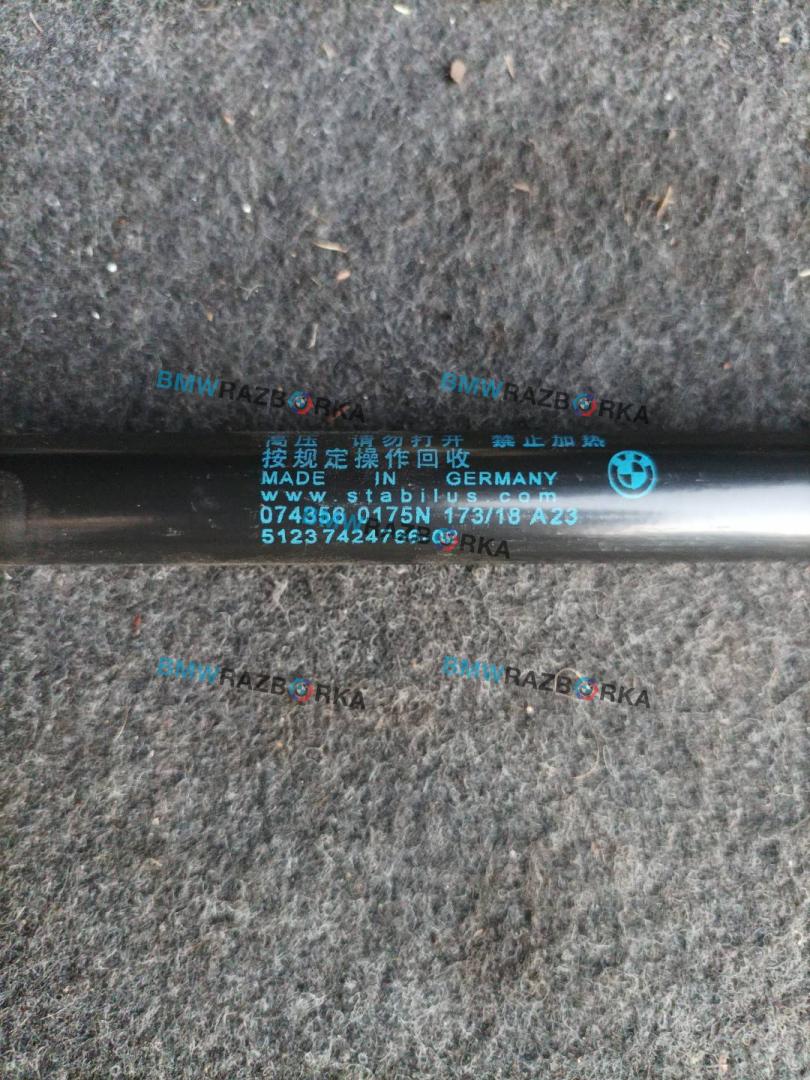 BMWRAZBORKA BMWRAZBORKA
高压 请勿打开 禁止加热
按规定操作回收
MADE IN GERMANY
www.stabilus.com
074356 0175N 173/18 A23
BMWRAZBORKA
5123
BMWRAZBORKA BMWRAZBORKA